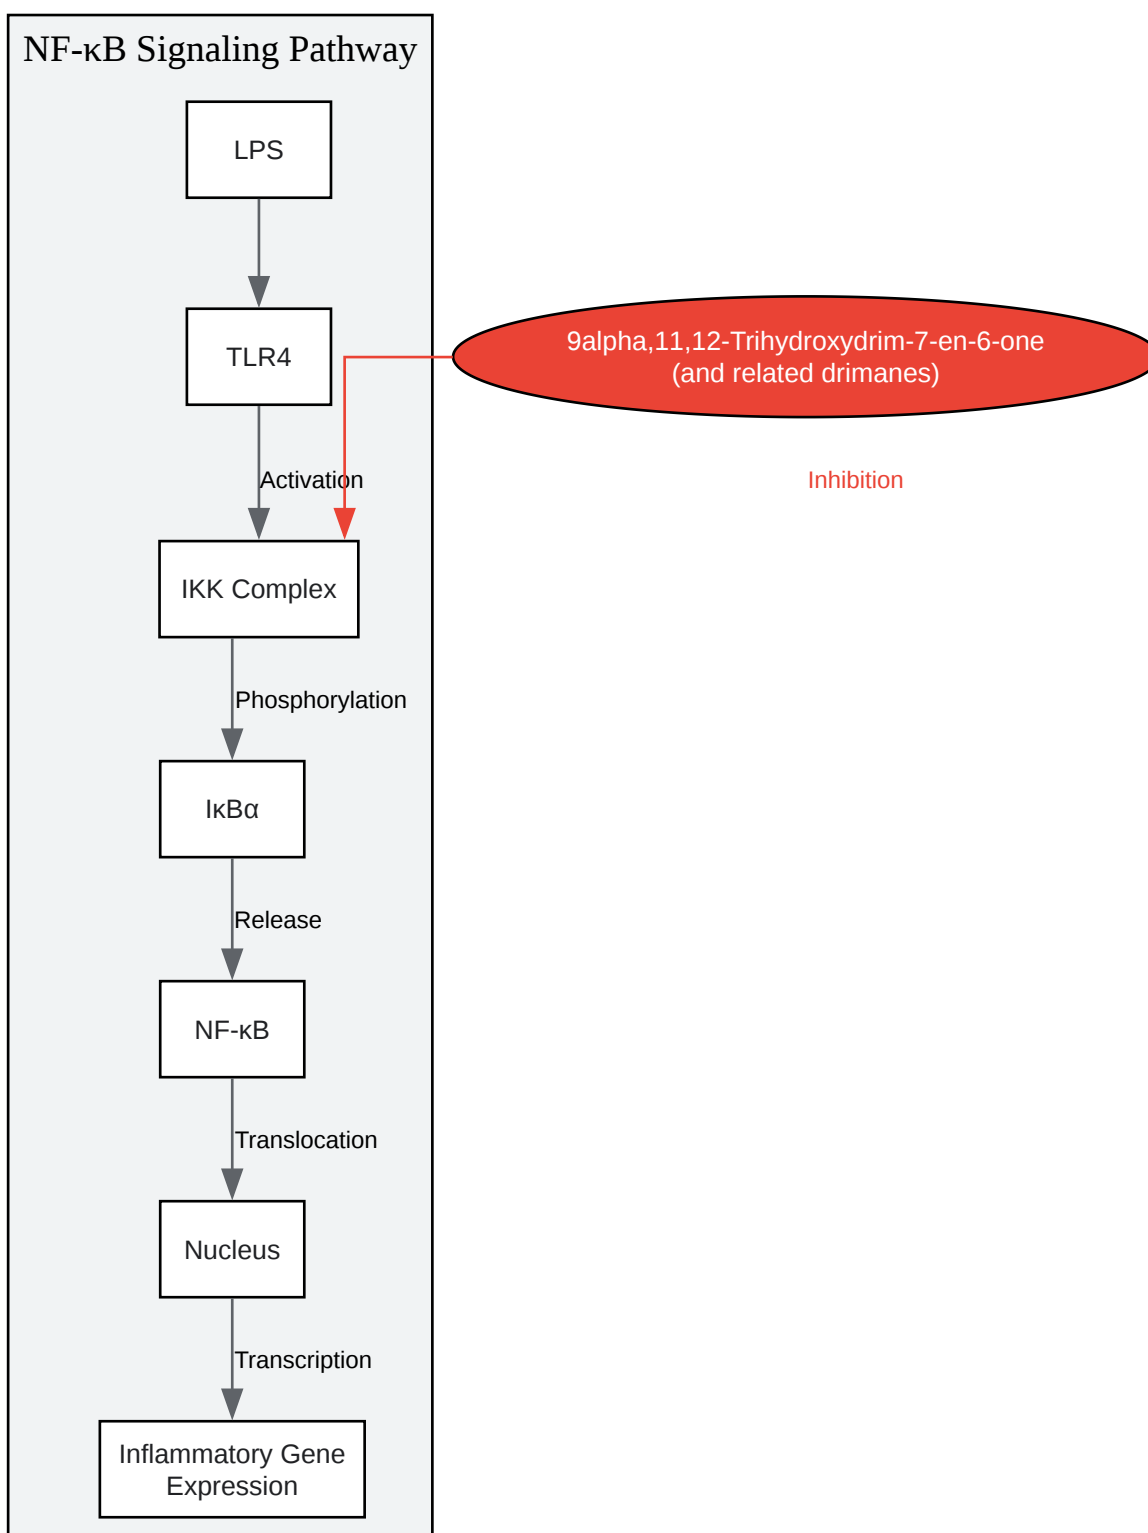 NF-κB Signaling Pathway
LPS
TLR4
9alpha,11,12-Trihydroxydrim-7-en-6-one
(and related drimanes)
Activation
Inhibition
IKK Complex
Phosphorylation
IκBα
Release
NF-κB
Translocation
Nucleus
Transcription
Inflammatory Gene
Expression